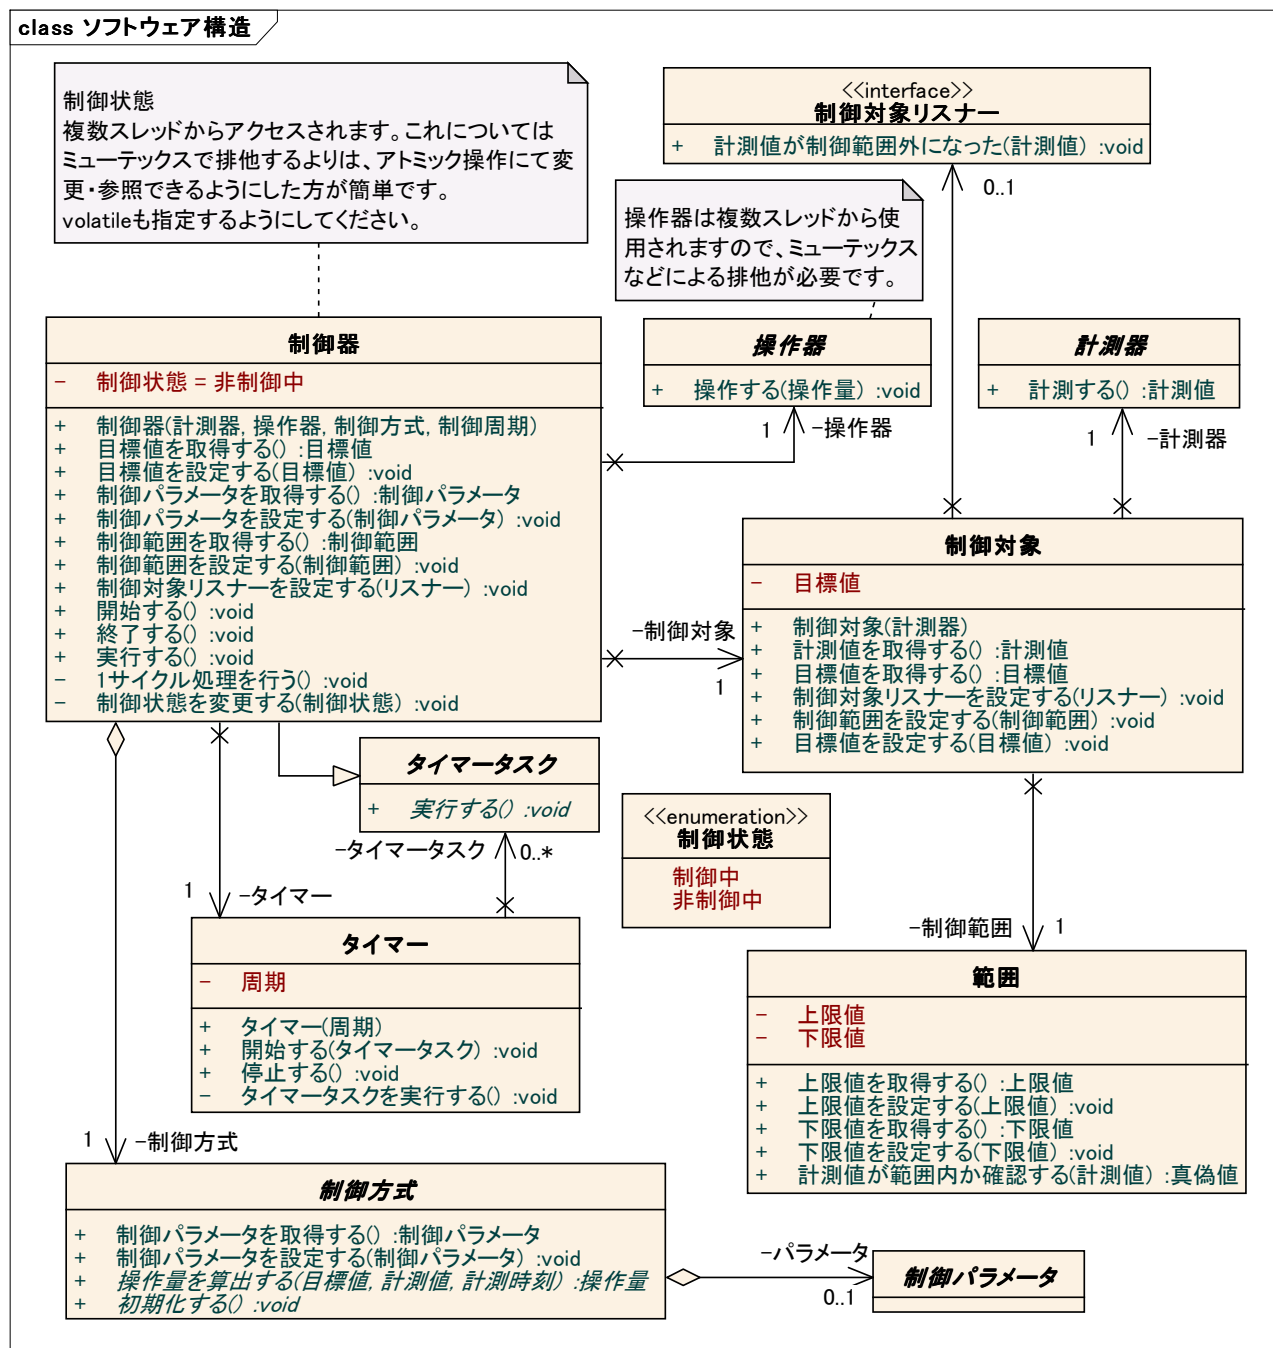 class ソフトウェア構造
制御状態
複数スレッドからアクセスされます。これについては
ミューテックスで排他するよりは、アトミック操作にて変
更・参照できるようにした方が簡単です。
volatileも指定するようにしてください。
<<interface>>
制御対象リスナー
+ 計測値が制御範囲外になった(計測値) :void
0..1
操作器は複数スレッドから使
用されますので、ミューテックス
などによる排他が必要です。
制御器
- 制御状態 = 非制御中
+ 制御器(計測器, 操作器, 制御方式, 制御周期)
+ 目標値を取得する() :目標値
+ 目標値を設定する(目標値) :void
+ 制御パラメータを取得する() :制御パラメータ
+ 制御パラメータを設定する(制御パラメータ) :void
+ 制御範囲を取得する() :制御範囲
+ 制御範囲を設定する(制御範囲) :void
+ 制御対象リスナーを設定する(リスナー) :void
+ 開始する() :void
+ 終了する() :void
+ 実行する() :void
- 1サイクル処理を行う() :void
- 制御状態を変更する(制御状態) :void
操作器
+ 操作する(操作量) :void
1
-操作器
計測器
+ 計測する() :計測値
1
-計測器
制御対象
- 目標値
+ 制御対象(計測器)
+ 計測値を取得する() :計測値
+ 目標値を取得する() :目標値
+ 制御対象リスナーを設定する(リスナー) :void
+ 制御範囲を設定する(制御範囲) :void
+ 目標値を設定する(目標値) :void
-制御対象
1
タイマータスク
+ 実行する() :void
-タイマータスク
0..*
<<enumeration>>
制御状態
制御中
非制御中
1
-タイマー
タイマー
- 周期
+ タイマー(周期)
+ 開始する(タイマータスク) :void
+ 停止する() :void
- タイマータスクを実行する() :void
-制御範囲
1
範囲
- 上限値
- 下限値
+ 上限値を取得する() :上限値
+ 上限値を設定する(上限値) :void
+ 下限値を取得する() :下限値
+ 下限値を設定する(下限値) :void
+ 計測値が範囲内か確認する(計測値) :真偽値
1
-制御方式
制御方式
+ 制御パラメータを取得する() :制御パラメータ
+ 制御パラメータを設定する(制御パラメータ) :void
+ 操作量を算出する(目標値, 計測値, 計測時刻) :操作量
+ 初期化する() :void
-パラメータ
0..1
制御パラメータ